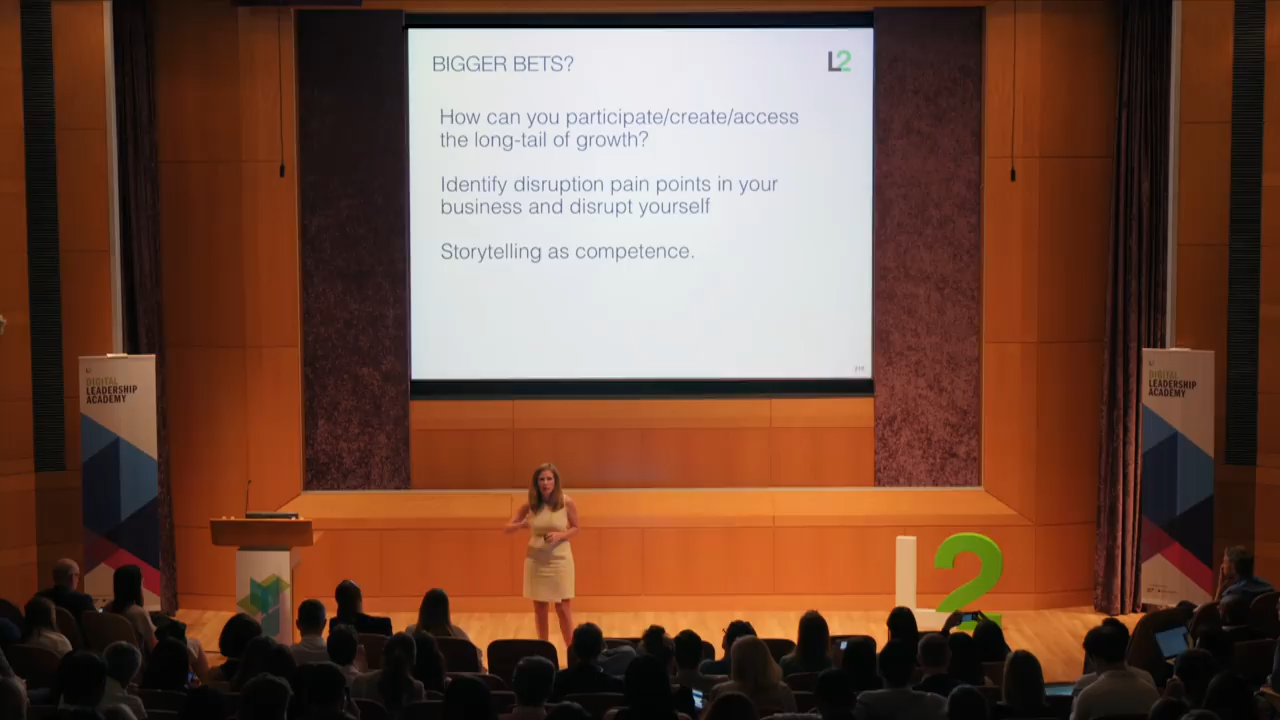 BIGGER BETS?
L2
How can you participate/create/access
the long-tail of growth?
Identify disruption pain points in your
business and disrupt yourself
Storytelling as competence.
DIGITAL
LEADERSHIP
ACADEMY
DIGITAL
LEADERSHIP
ACADEMY
L2